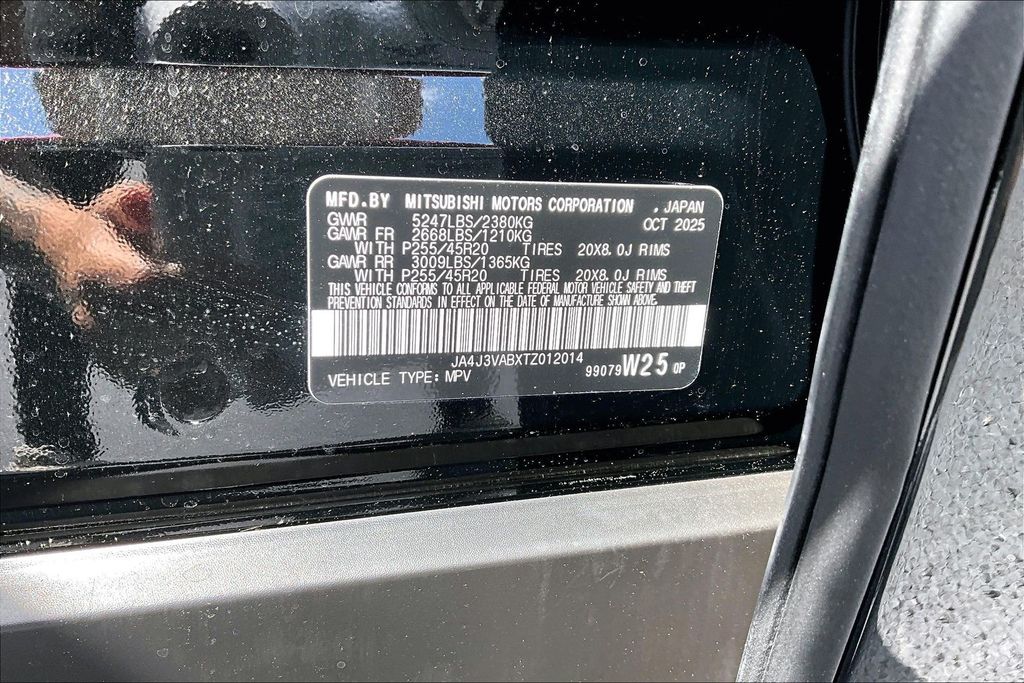 MFD.BY MITSUBISHI MOTORS CORPORATION , JAPAN
GVWR 5247LBS/2380KG OCT 2025
GAWR FR 2668LBS/1210KG
WITH P255/45R20 TIRES 20X8.0J RIMS
GAWR RR 3009LBS/1365KG
WITH P255/45R20 TIRES 20X8.0J RIMS
THIS VEHICLE CONFORMS TO ALL APPLICABLE FEDERAL MOTOR VEHICLE SAFETY AND THEFT
PREVENTION STANDARDS IN EFFECT ON THE DATE OF MANUFACTURE SHOWN ABOVE.
JA4J3VABXTZ012014
VEHICLE TYPE: MPV 99079 W25 0P